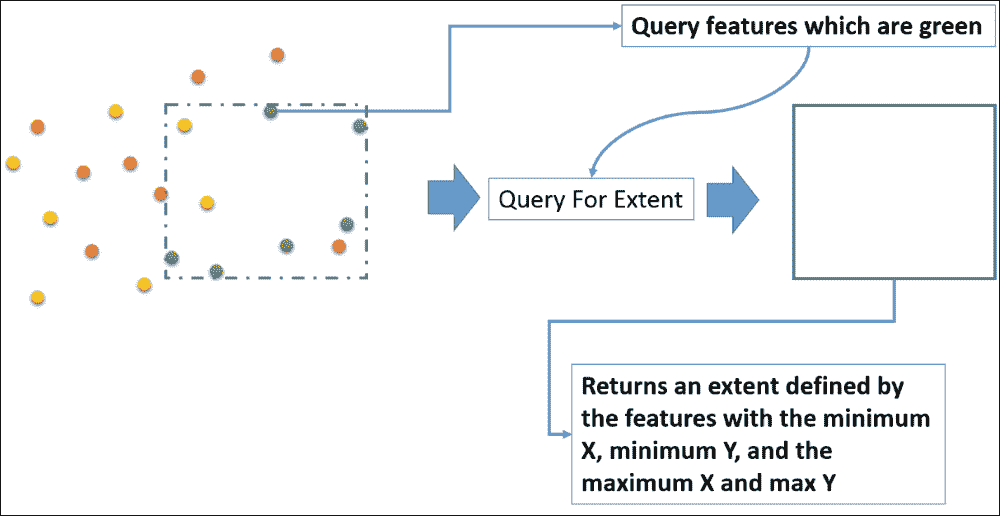 Query features which are green
Query For Extent
Returns an extent defined by
the features with the minimum
X, minimum Y, and the
maximum X and max Y